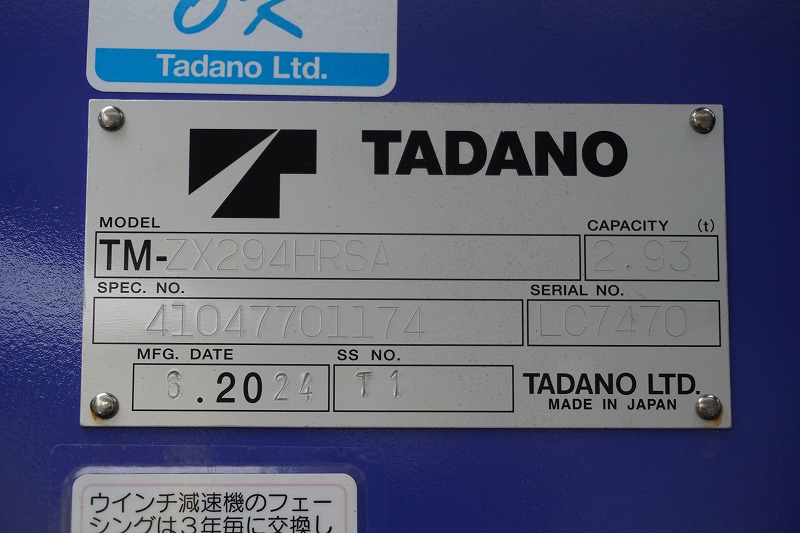 OK
Tadano Ltd.
TADANO
MODEL
CAPACITY (t)
TM-ZX294HRSA
2.93
SPEC. NO.
SERIAL NO.
41047701174
LC7470
MFG. DATE
SS NO.
6.2024
T1
TADANO LTD.
MADE IN JAPAN
ウインチ減速機のフェー
シングは3年毎に交換し